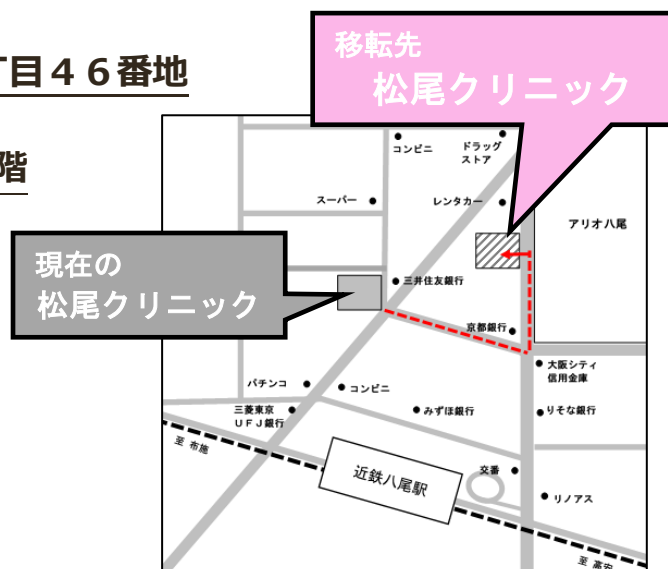 丁目４６番地
階
移転先
松尾クリニック
コンビニ
ドラッグ
ストア
スーパー
レンタカー
アリオ八尾
現在の
松尾クリニック
三井住友銀行
京都銀行
大阪シティ
信用金庫
パチンコ
コンビニ
三菱東京
ＵＦＪ銀行
みずほ銀行
りそな銀行
至 布施
近鉄八尾駅
交番
リノアス
至 高安